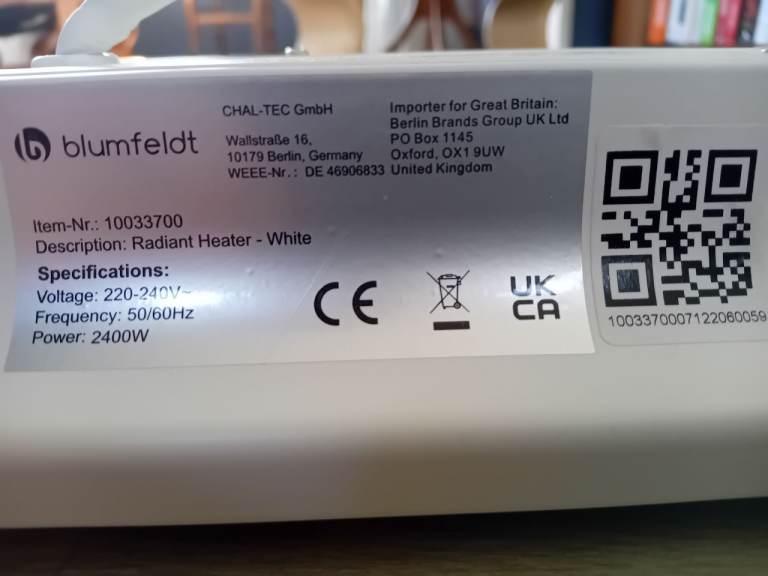 blumfeldt
CHAL-TEC GmbH
Wallstraße 16,
10179 Berlin, Germany
WEEE-Nr.: DE 46906833
Importer for Great Britain:
Berlin Brands Group UK Ltd
PO Box 1145
Oxford, OX1 9UW
United Kingdom
Item-Nr.: 10033700
Description: Radiant Heater - White
Specifications:
Voltage: 220-240V~
Frequency: 50/60Hz
Power: 2400W
CE
UK
CA
1003370007122060059